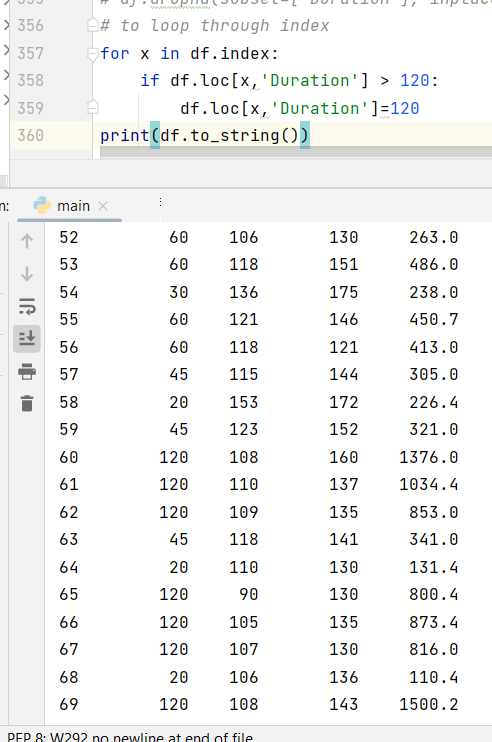 355 # df.dropna(subset=['Duration'], inplac
356 # to loop through index
357 for x in df.index:
358 if df.loc[x,'Duration'] > 120:
359 df.loc[x,'Duration']=120
360 print(df.to_string())
n: main
52 60 106 130 263.0
53 60 118 151 486.0
54 30 136 175 238.0
55 60 121 146 450.7
56 60 118 121 413.0
57 45 115 144 305.0
58 20 153 172 226.4
59 45 123 152 321.0
60 120 108 160 1376.0
61 120 110 137 1034.4
62 120 109 135 853.0
63 45 118 141 341.0
64 20 110 130 131.4
65 120 90 130 800.4
66 120 105 135 873.4
67 120 107 130 816.0
68 20 106 136 110.4
69 120 108 143 1500.2
PEP 8: W292 no newline at end of file